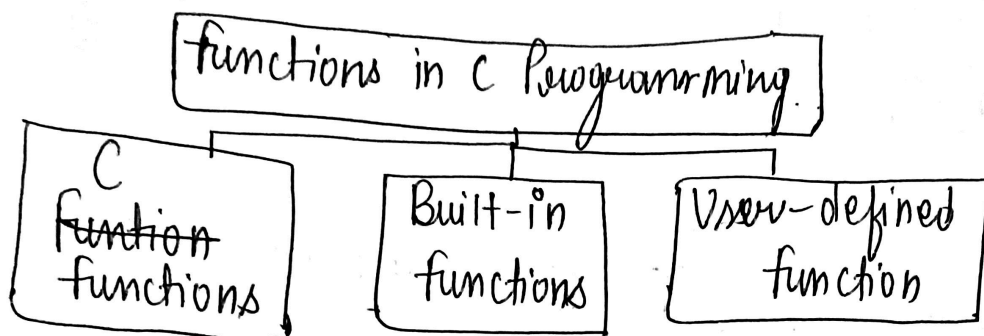 functions in C Programming.
C
funtion
functions
Built-in
functions
User-defined
function